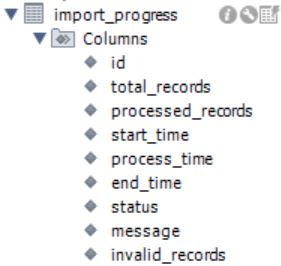 import_progress
Columns
id
total_records
processed_records
start_time
process_time
end_time
status
message
invalid_records